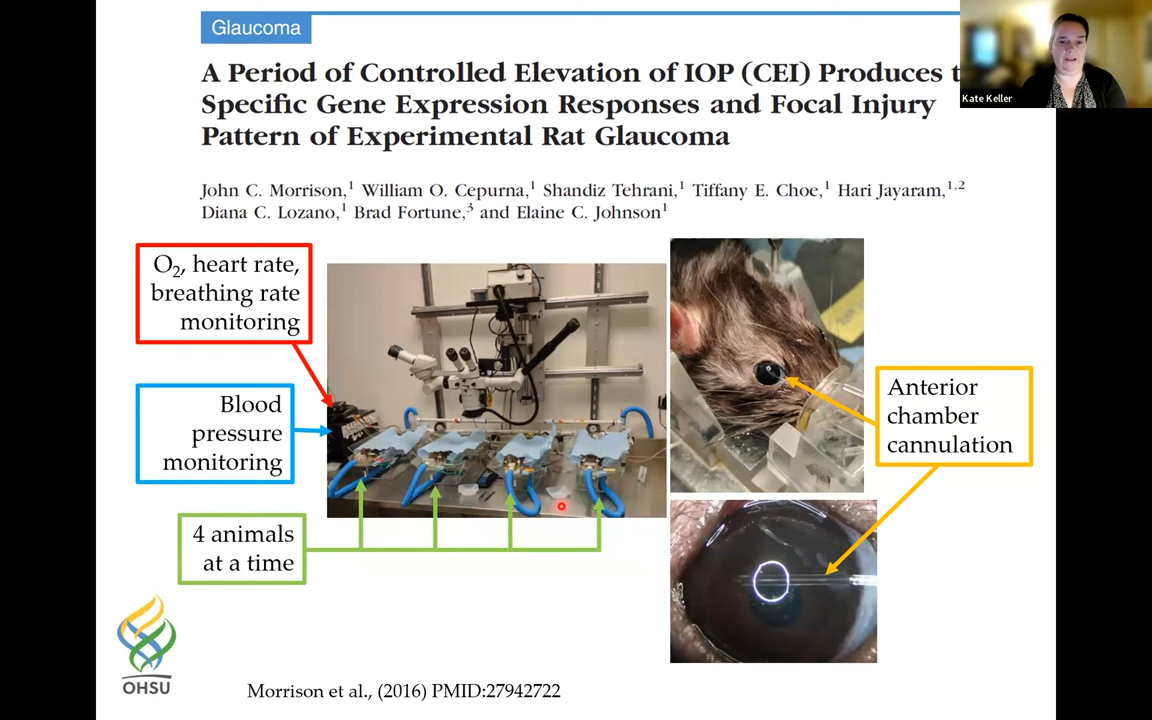 Glaucoma
A Period of Controlled Elevation of IOP (CEI) Produces
Specific Gene Expression Responses and Focal Injury
Pattern of Experimental Rat Glaucoma
John C. Morrison,1 William O. Cepurna,1 Shandiz Tehrani,1 Tiffany E. Choe,1 Hari Jayaram,1,2
Diana C. Lozano,1 Brad Fortune,3 and Elaine C. Johnson1
Kate Keller
O2, heart rate,
breathing rate
monitoring
Blood
pressure
monitoring
4 animals
at a time
Anterior
chamber
cannulation
OHSU
Morrison et al., (2016) PMID:27942722